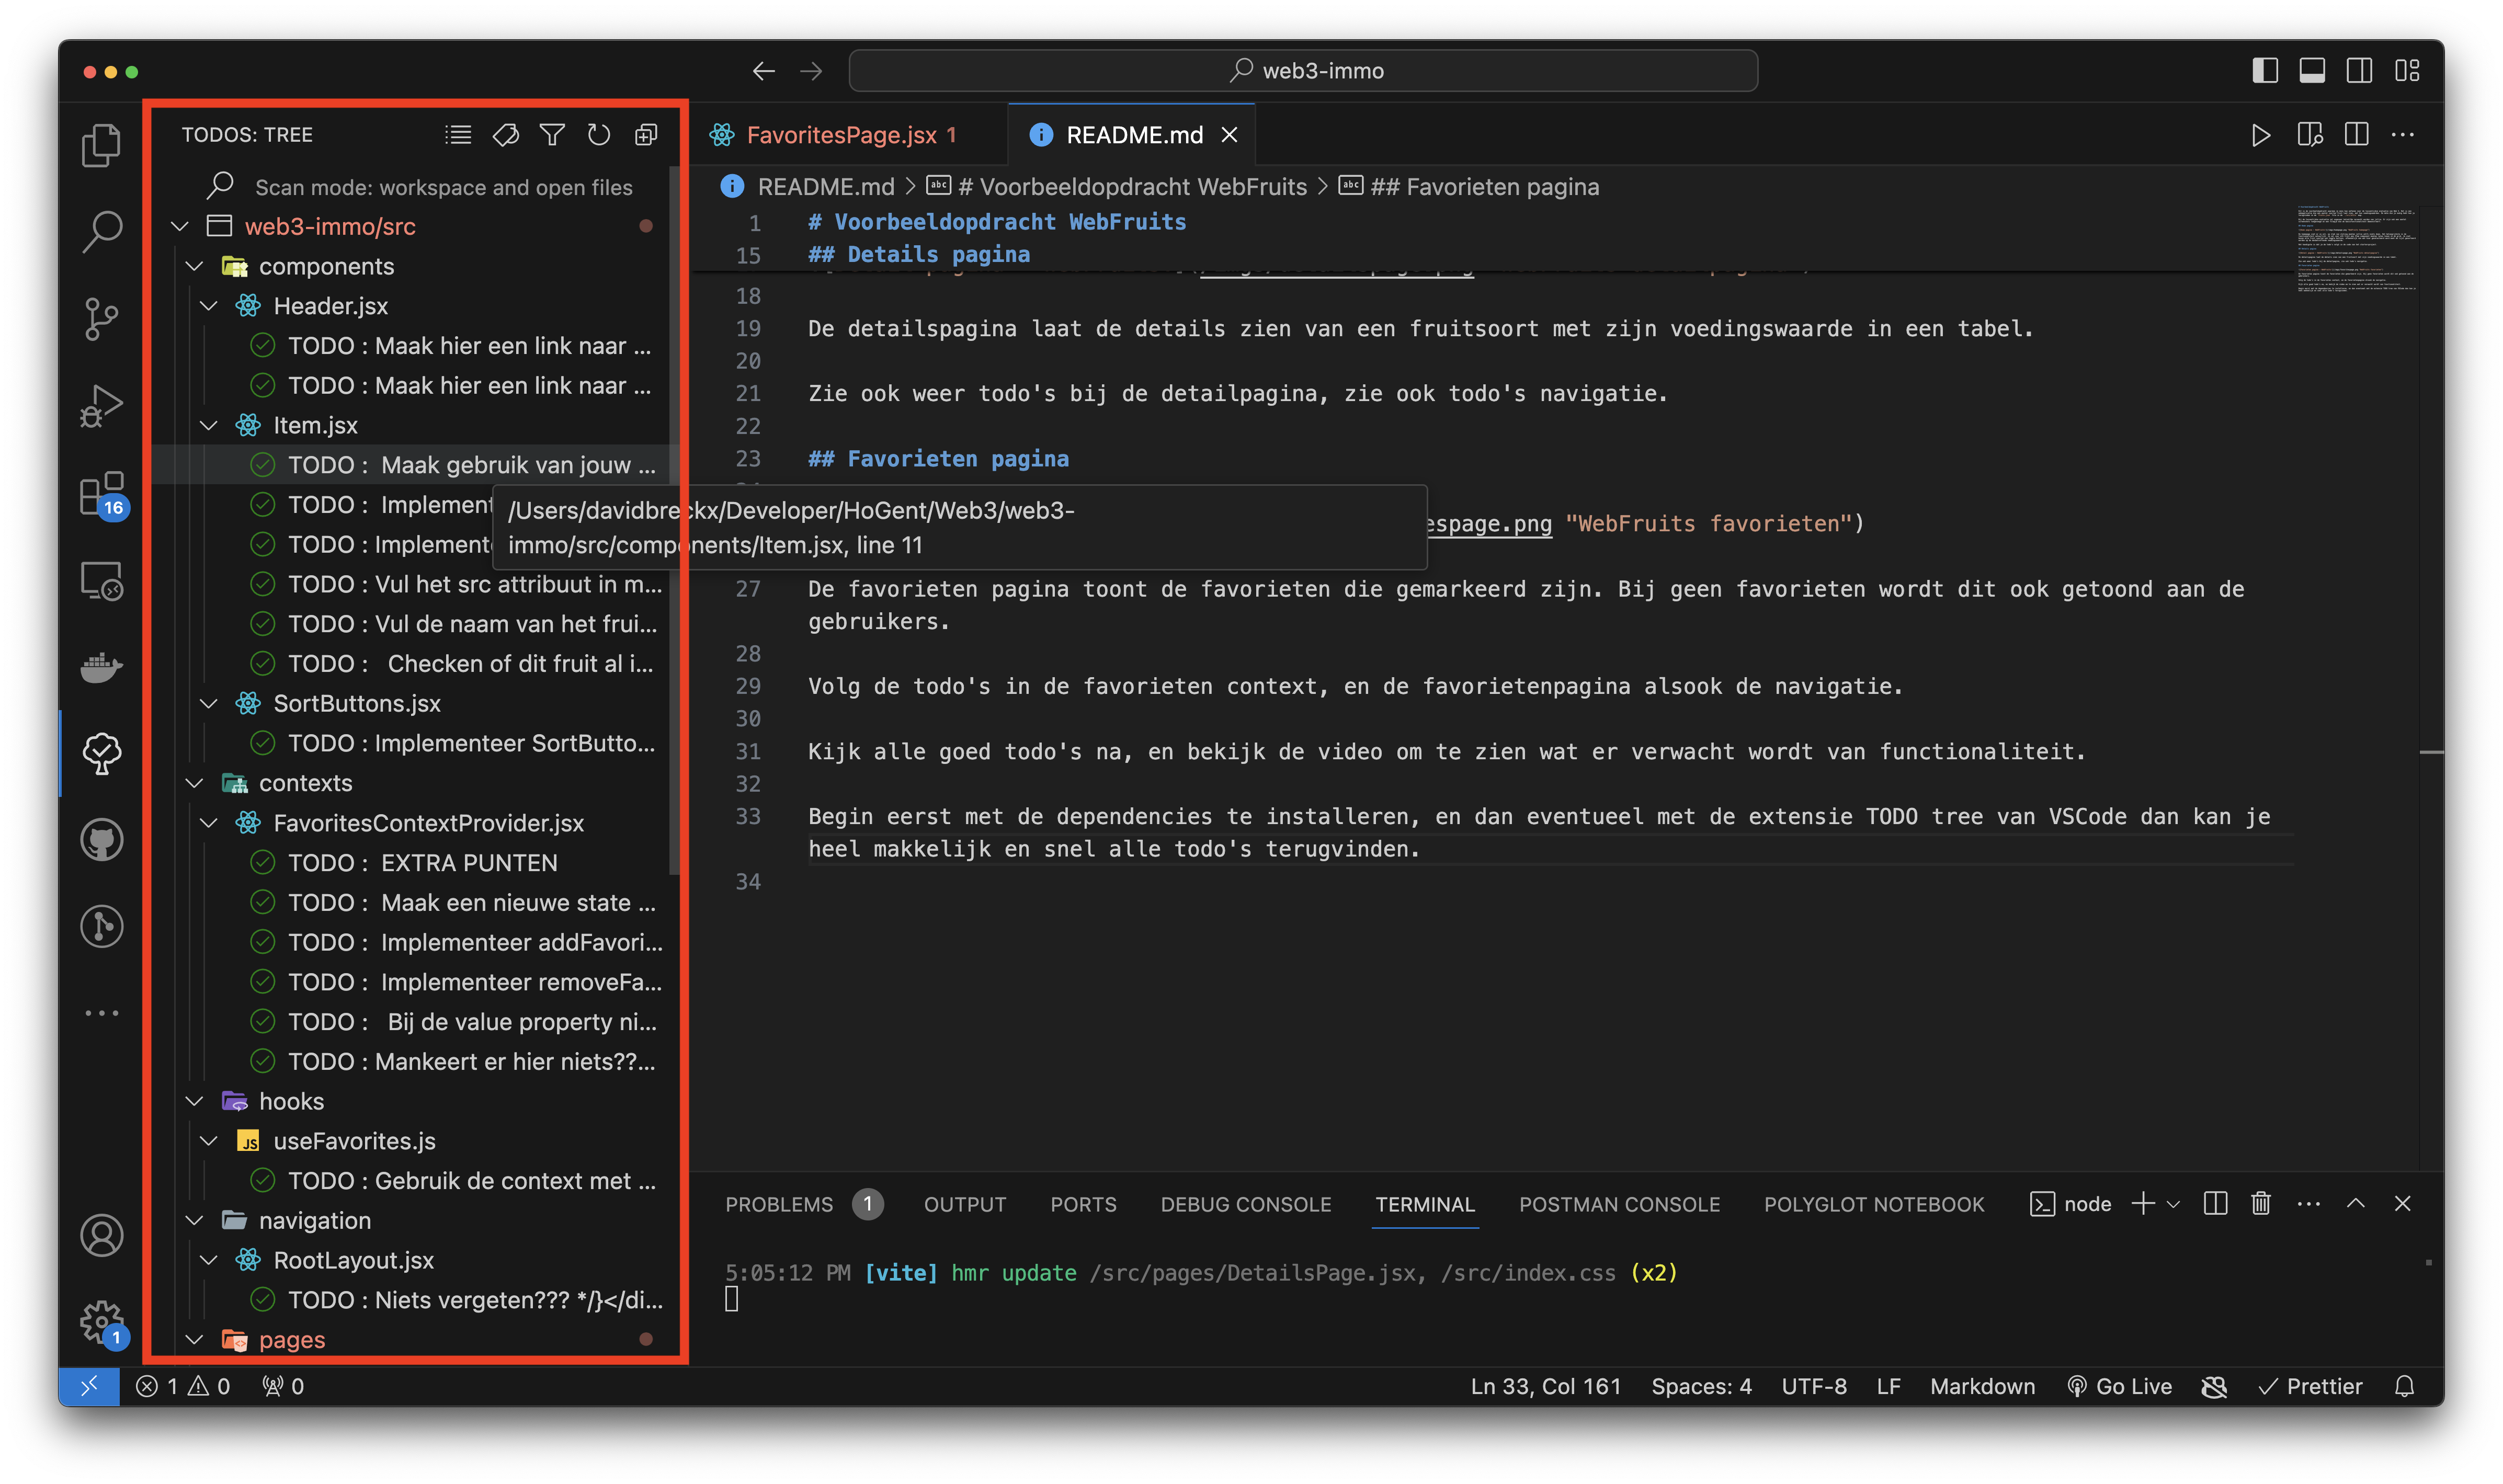 web3-immo
TODOS: TREE
Scan mode: workspace and open files
web3-immo/src
components
Header.jsx
TODO : Maak hier een link naar ...
TODO : Maak hier een link naar ...
Item.jsx
TODO : Maak gebruik van jouw ...
TODO : Implement
TODO : Implement
TODO : Vul het src attribuut in m...
TODO : Vul de naam van het frui...
TODO : Checken of dit fruit al i...
SortButtons.jsx
TODO : Implementeer SortButto...
contexts
FavoritesContextProvider.jsx
TODO : EXTRA PUNTEN
TODO : Maak een nieuwe state ...
TODO : Implementeer addFavori...
TODO : Implementeer removeFa...
TODO : Bij de value property ni...
TODO : Mankeert er hier niets??...
hooks
JS useFavorites.js
TODO : Gebruik de context met ...
navigation
RootLayout.jsx
TODO : Niets vergeten??? */}</di...
pages
16
1
/Users/davidbreckx/Developer/HoGent/Web3/web3-
immo/src/components/Item.jsx, line 11
FavoritesPage.jsx 1
README.md
README.md > # Voorbeeldopdracht WebFruits > ## Favorieten pagina
1 # Voorbeeldopdracht WebFruits
15 ## Details pagina
18
19 De detailspagina laat de details zien van een fruitsoort met zijn voedingswaarde in een tabel.
20
21 Zie ook weer todo's bij de detailpagina, zie ook todo's navigatie.
22
23 ## Favorieten pagina
espage.png "WebFruits favorieten")
27 De favorieten pagina toont de favorieten die gemarkeerd zijn. Bij geen favorieten wordt dit ook getoond aan de
gebruikers.
28
29 Volg de todo's in de favorieten context, en de favorietenpagina alsook de navigatie.
30
31 Kijk alle goed todo's na, en bekijk de video om te zien wat er verwacht wordt van functionaliteit.
32
33 Begin eerst met de dependencies te installeren, en dan eventueel met de extensie TODO tree van VSCode dan kan je
heel makkelijk en snel alle todo's terugvinden.
34
PROBLEMS 1 OUTPUT PORTS DEBUG CONSOLE TERMINAL POSTMAN CONSOLE POLYGLOT NOTEBOOK node
5:05:12 PM [vite] hmr update /src/pages/DetailsPage.jsx, /src/index.css (x2)
1 0 0 Ln 33, Col 161 Spaces: 4 UTF-8 LF Markdown Go Live Prettier